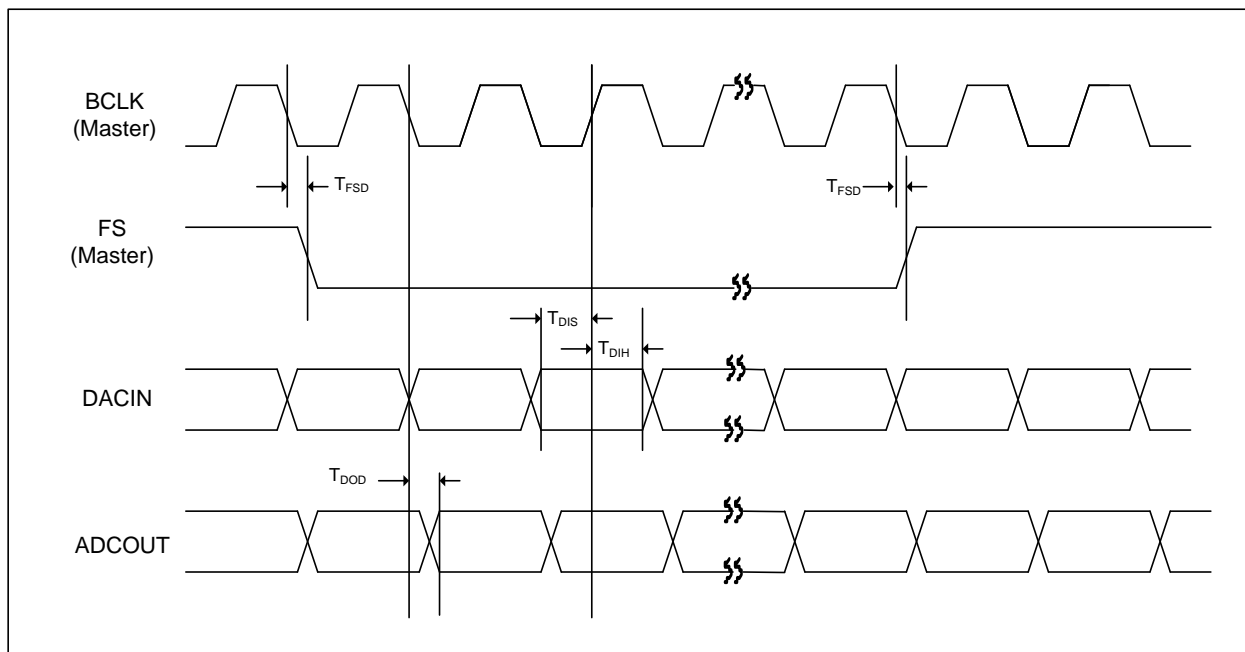 BCLK
(Master)
TFSD
TFSD
FS
(Master)
TDIS
TDIH
DACIN
TDOD
ADCOUT